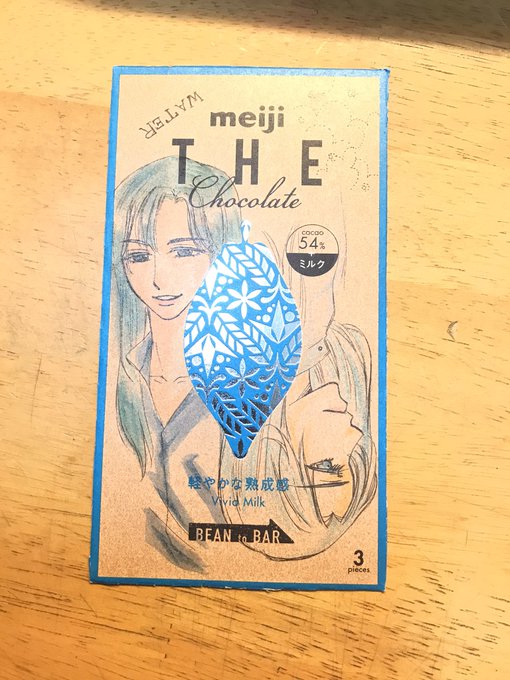 WATER
meiji
THE
Chocolate
cacao
54%
ミルク
軽やかな熟成感
Vivid Milk
BEAN to BAR
3
pieces